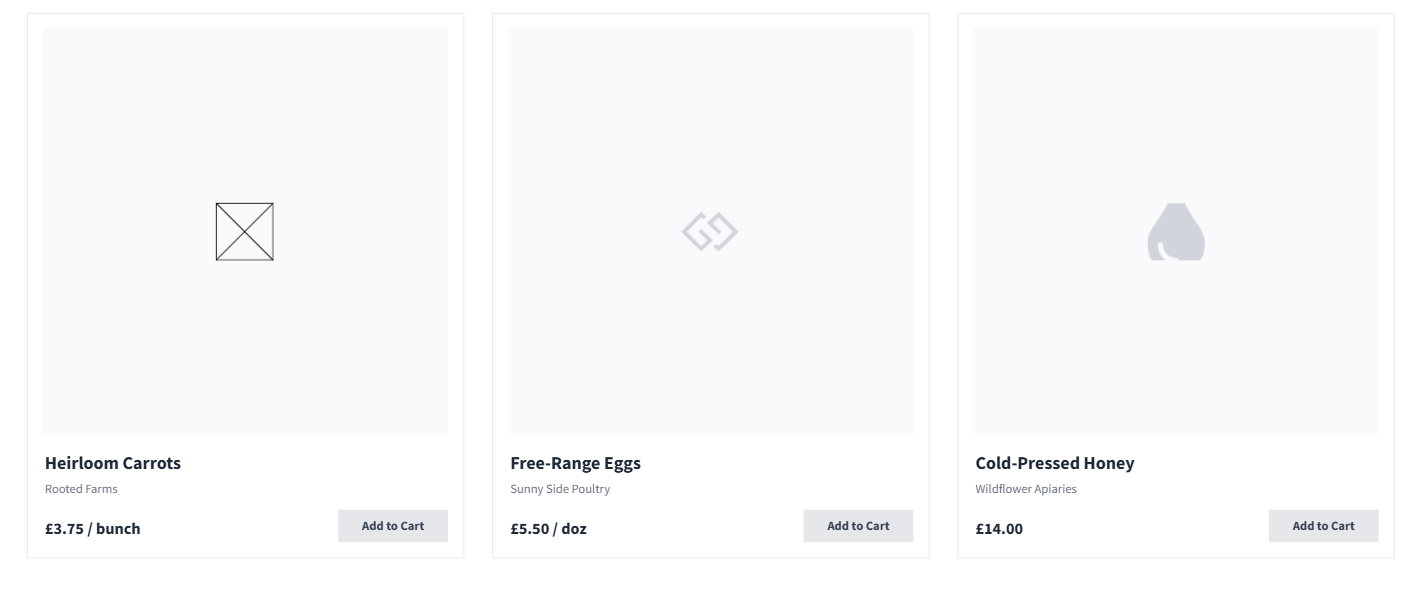 Heirloom Carrots
Rooted Farms
£3.75 / bunch
Add to Cart
Free-Range Eggs
Sunny Side Poultry
£5.50 / doz
Add to Cart
Cold-Pressed Honey
Wildflower Apiaries
£14.00
Add to Cart